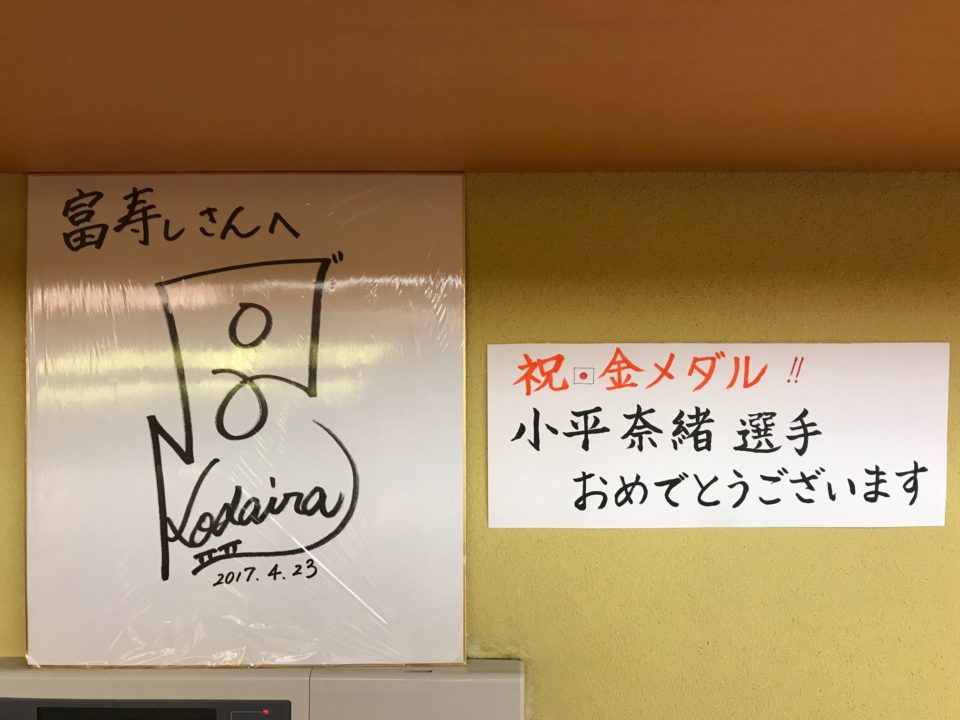 富寿しさんへ
Kodaira
2017.4.23
祝🇯🇵金メダル!!
小平奈緒選手
おめでとうございます